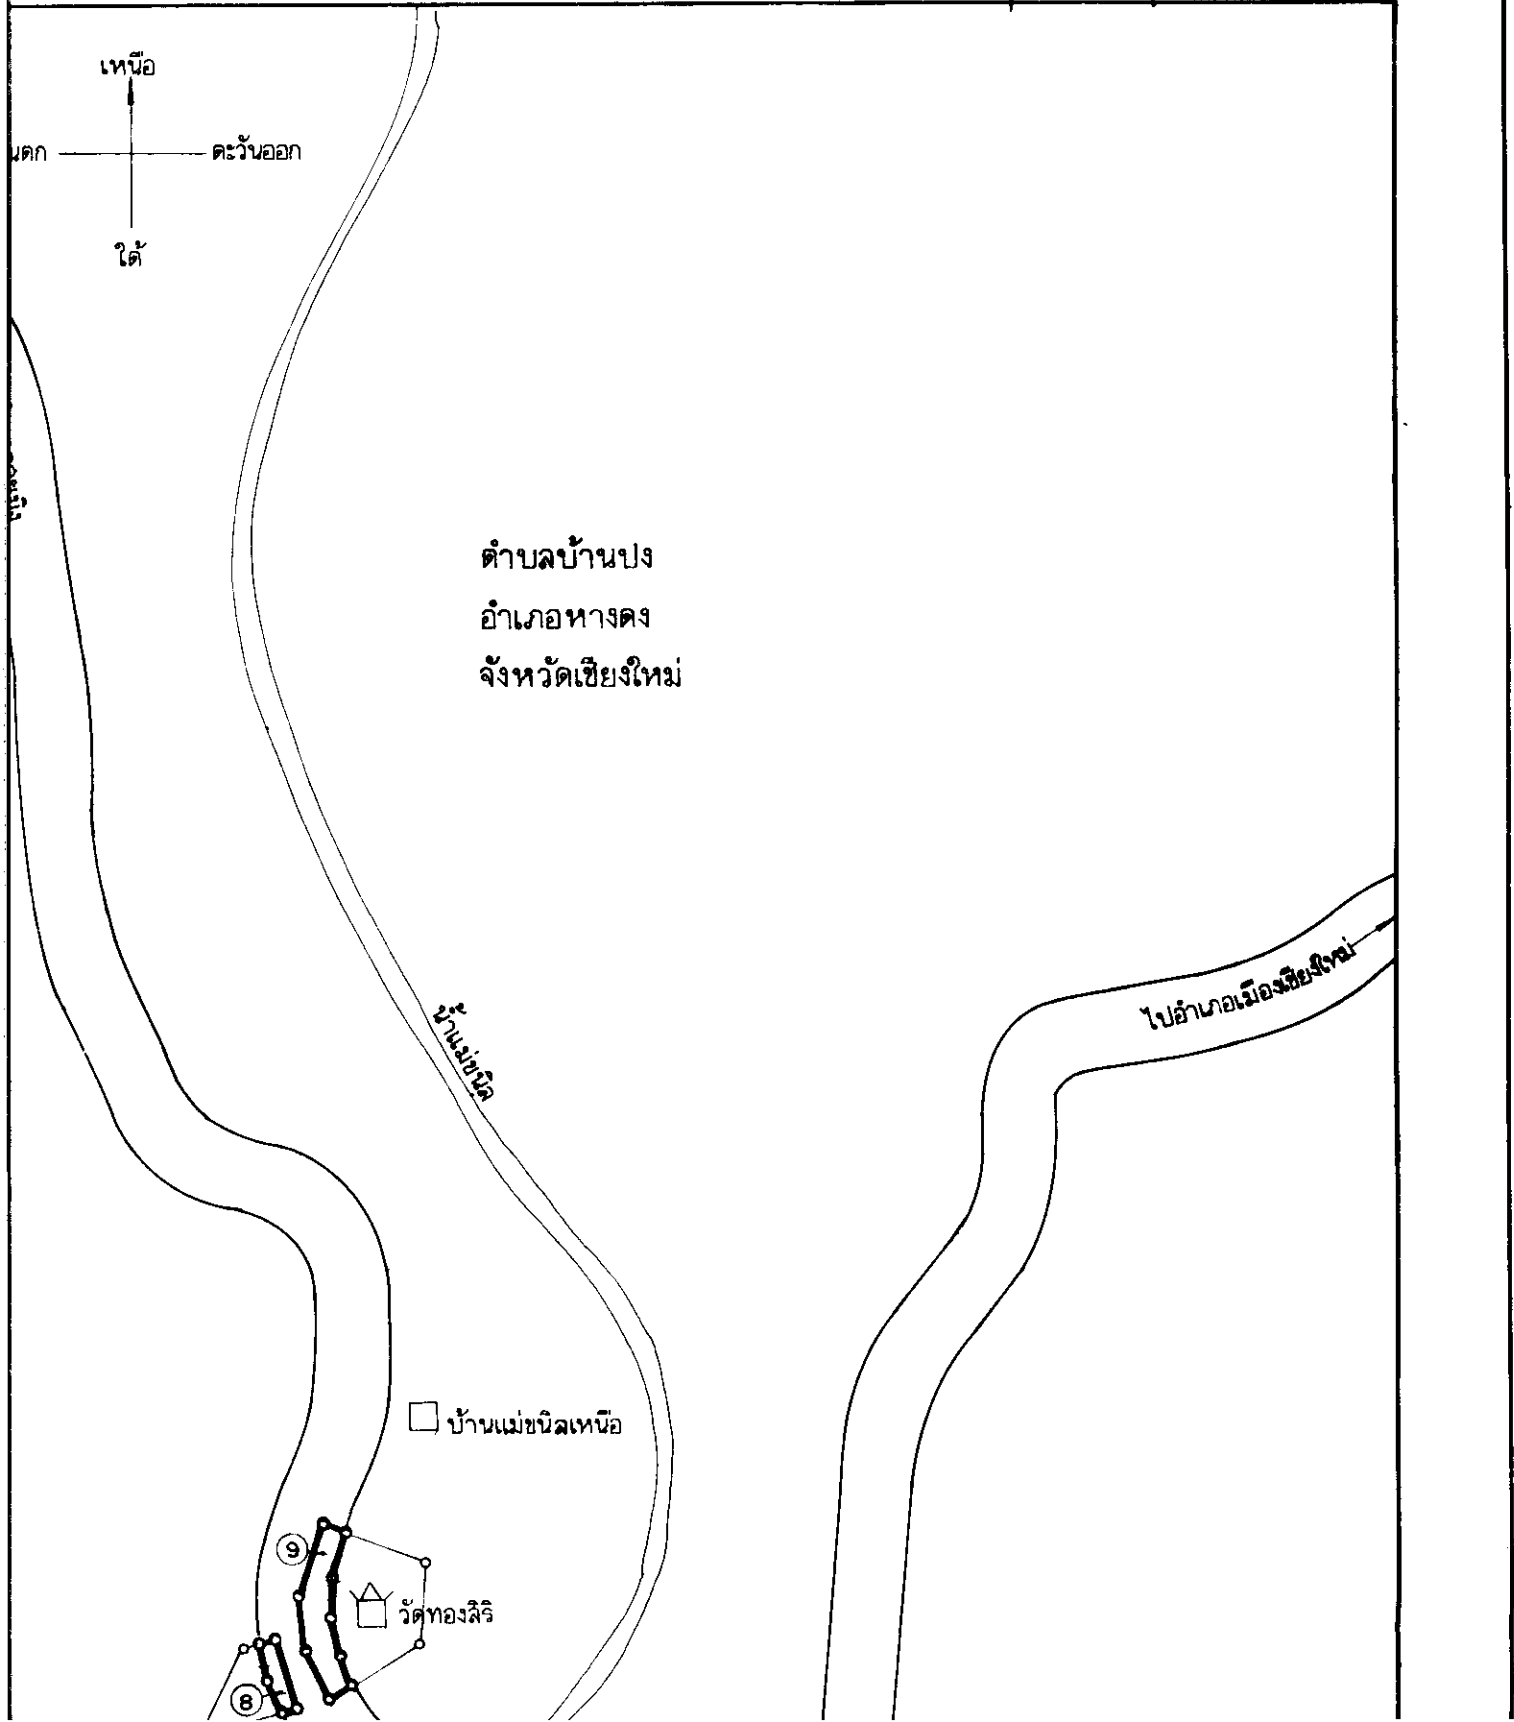 เหนือ
ตะวันออก
ใต้
ตำบลบ้านปง
อำเภอหางดง
จังหวัดเชียงใหม่
ไปอำเภอเมืองเชียงใหม่
น้ำแม่ขนิล
บ้านแม่ขนิลเหนือ
9
วัดทองสิริ
8